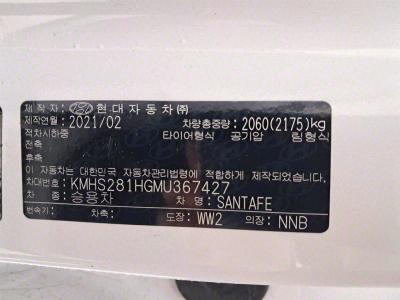 제작자: 현대자동차㈜
제작연월: 2021/02 차량총중량: 2060(2175)kg
적차시하중 타이어형식 공기압 림형식
전축
후축
이 자동차는 대한민국 자동차관리법령에 적합하게 제작되었습니다.
차대번호: KMHS281HGMU367427
차종: 승용차 차명: SANTAFE
원동기: 차축: 도장: WW2 의장: NNB